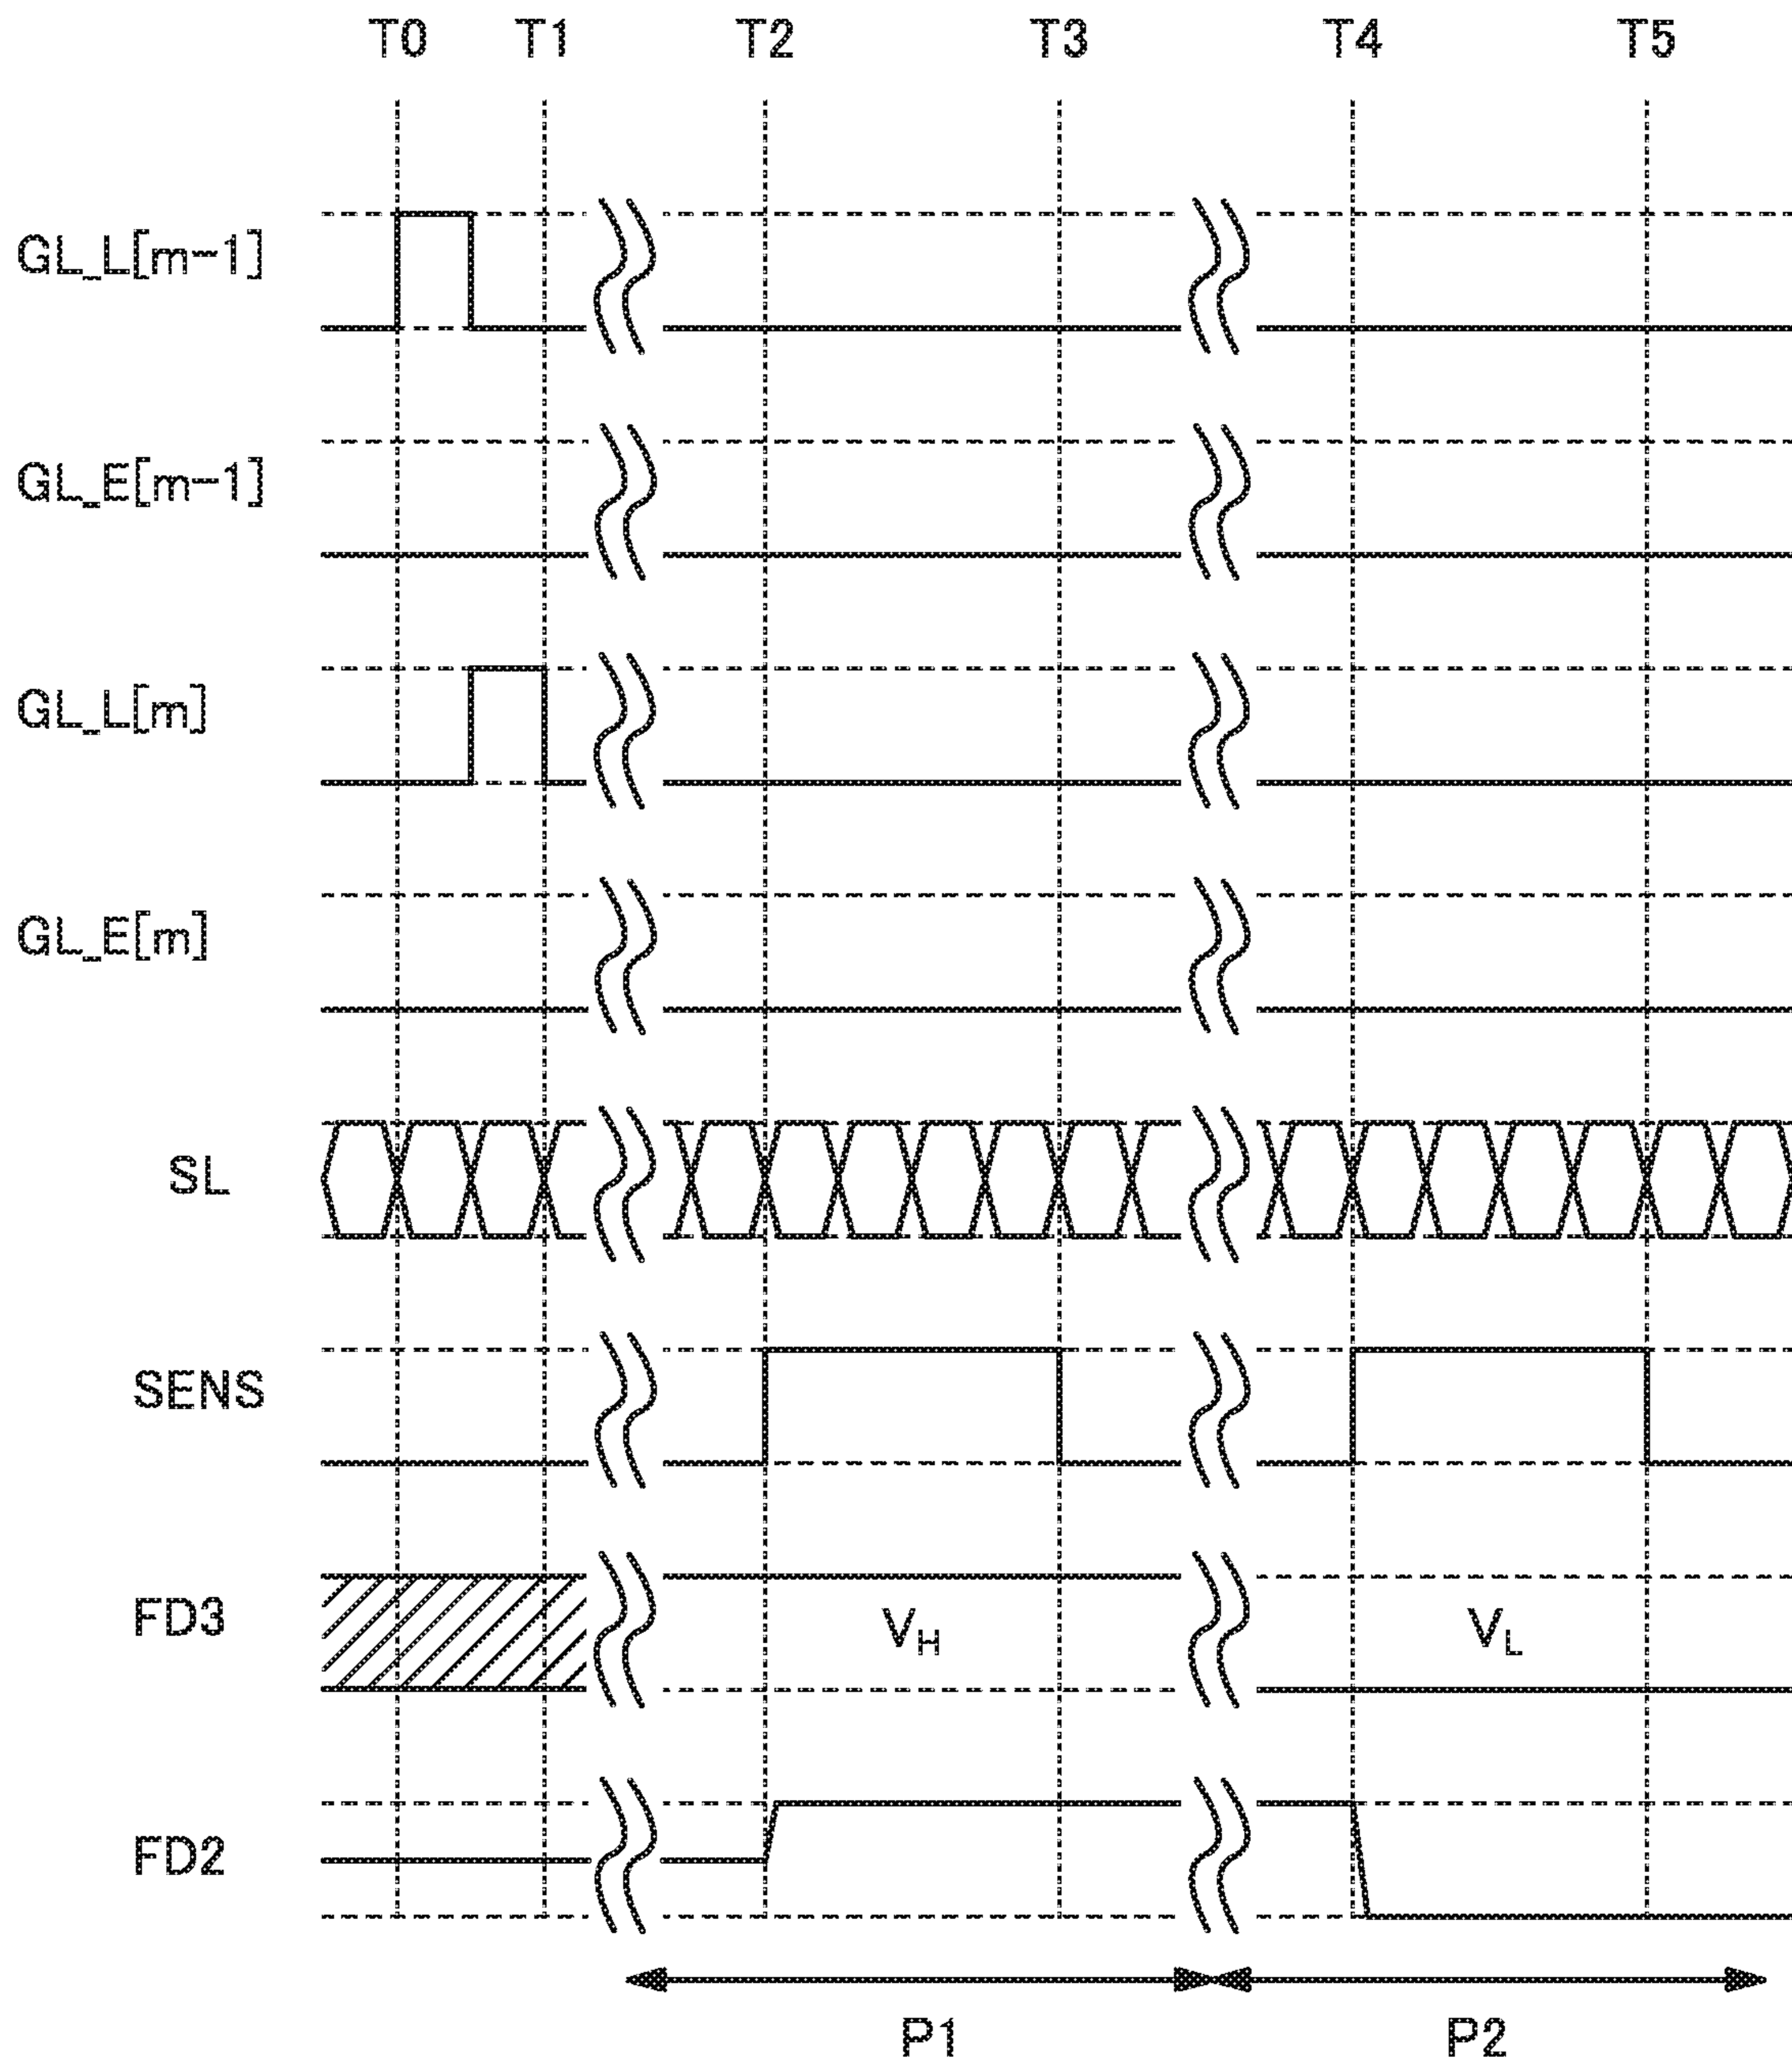 T0 T1 T2 T3 T4 T5
GL_L[m-1]
GL_E[m-1]
GL_L[m]
GL_E[m]
SL
SENS
FD3 VH VL
FD2
P1 P2